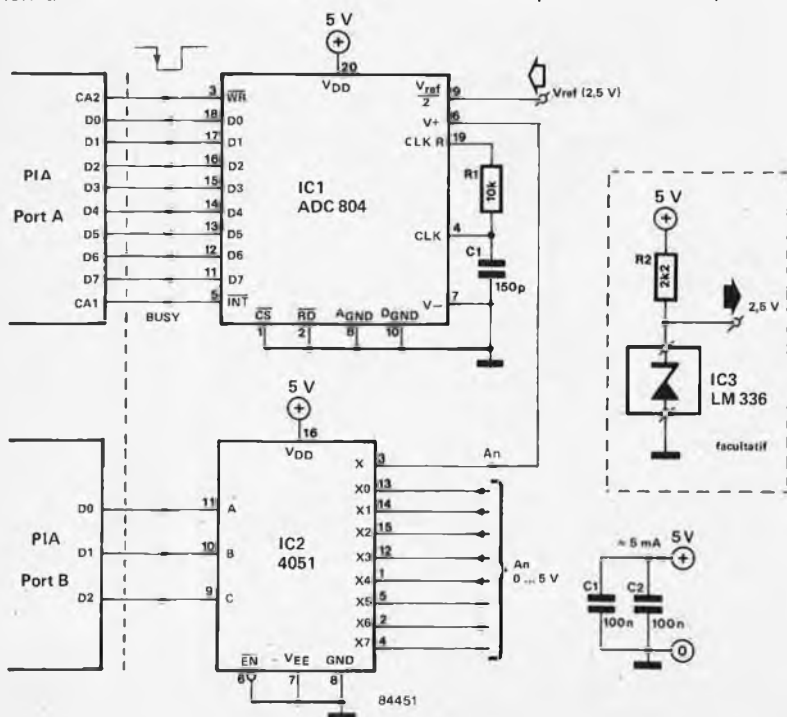 5 V
20
VDD
CA2 3 WR
D0 18 D0
D1 17 D1
D2 16 D2
D3 15 D3
D4 14 D4
D5 13 D5
D6 12 D6
D7 11 D7
CA1 5 INT
BUSY
PIA
Port A
IC1
ADC 804
Vref
2
9
Vref (2,5 V)
V+
6
CLK R
19
R1
10k
CLK
4
C1
150p
V−
7
CS RD AGND DGND
1 2 8 10
5 V
R2
2k2
2,5 V
IC3
LM 336
facultatif
5 V
16
VDD
PIA
Port B
D0 11 A
D1 10 B
D2 9 C
IC2
4051
X 3 An
X0 13
X1 14
X2 15
X3 12
X4 1
X5 5
X6 2
X7 4
An
0 ... 5 V
EN VEE GND
6 7 8
84451
≈ 5 mA 5 V
C1 C2
100n 100n
0